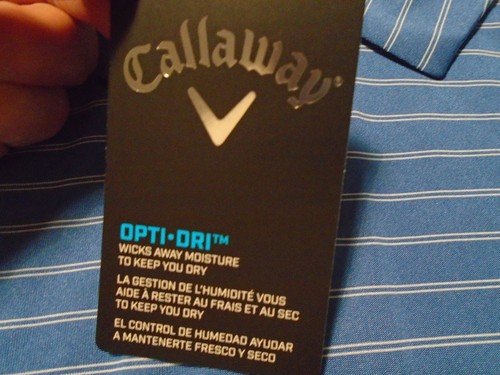 Callaway®
OPTI•DRI™
WICKS AWAY MOISTURE
TO KEEP YOU DRY
LA GESTION DE L'HUMIDITÉ VOUS
AIDE À RESTER AU FRAIS ET AU SEC
TO KEEP YOU DRY
EL CONTROL DE HUMEDAD AYUDAR
A MANTENERTE FRESCO Y SECO